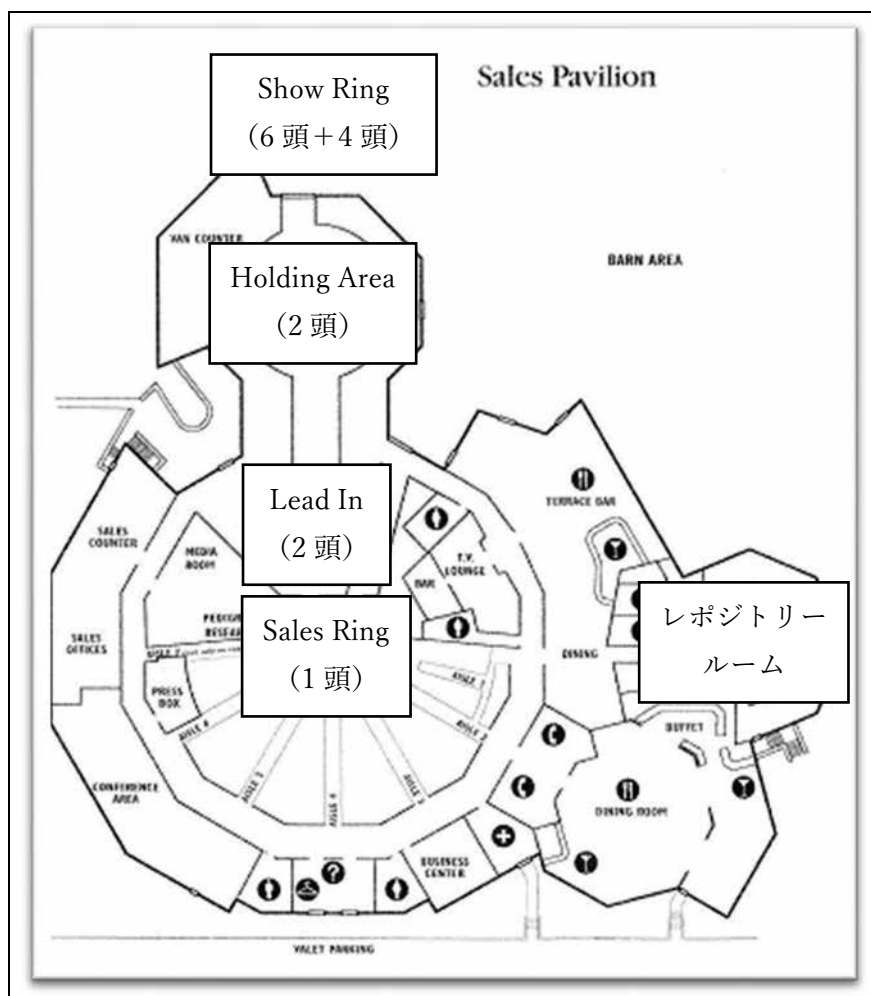 Sales Pavilion
Show Ring
(6 頭＋4 頭)
VAN COUNTER
BARN AREA
Holding Area
(2 頭)
Lead In
(2 頭)
TERRACE BAR
SALES
COUNTER
MEDIA
ROOM
T.V.
LOUNGE
BAR
Sales Ring
(1 頭)
レポジトリー
ルーム
SALES
OFFICES
PRESS
BOX
DINING
AISLE 1
AISLE 2
AISLE 3
AISLE 4
BUFFET
CONFERENCE
AREA
DINING ROOM
BUSINESS
CENTER
?
VALET PARKING